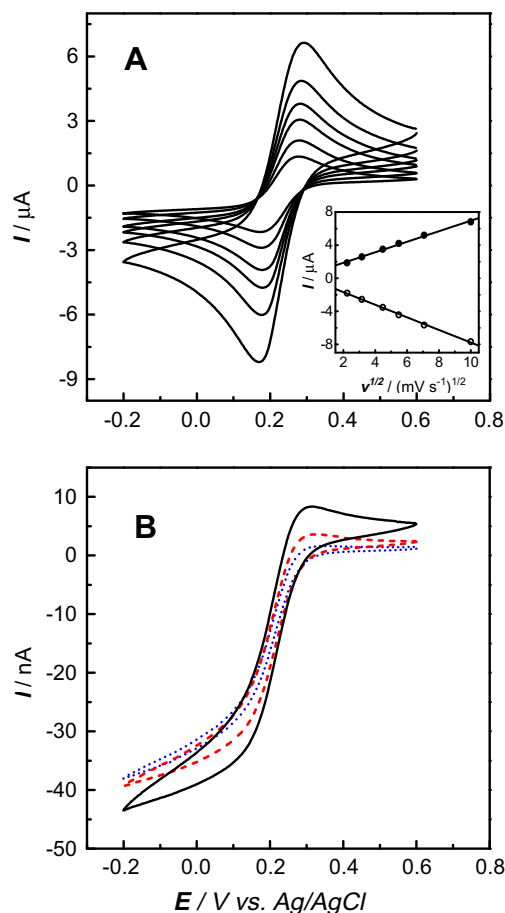 A
6
3
0
-3
-6
-9
I / μA
-0.2 0.0 0.2 0.4 0.6 0.8
8
4
0
-4
-8
I / μA
2 4 6 8 10
v^1/2 / (mV s⁻¹)^1/2
B
10
0
-10
-20
-30
-40
-50
I / nA
-0.2 0.0 0.2 0.4 0.6 0.8
E / V vs. Ag/AgCl